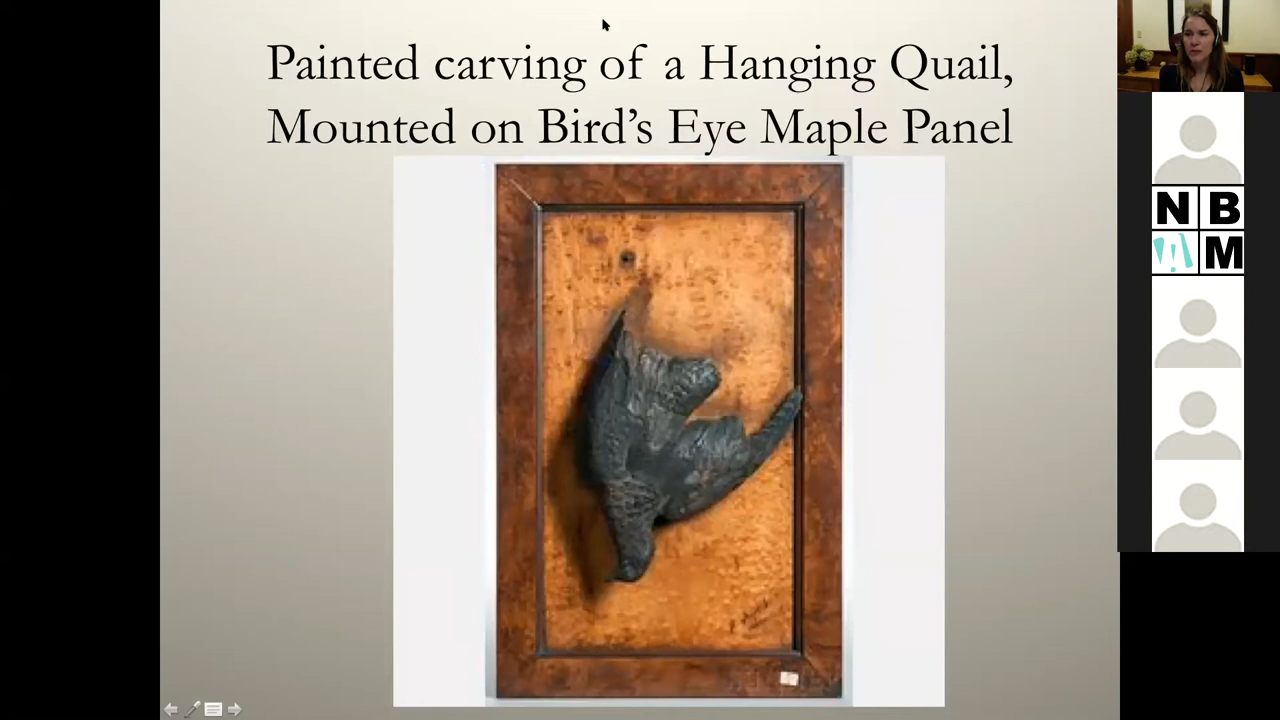 Painted carving of a Hanging Quail,
Mounted on Bird’s Eye Maple Panel
N B
A M